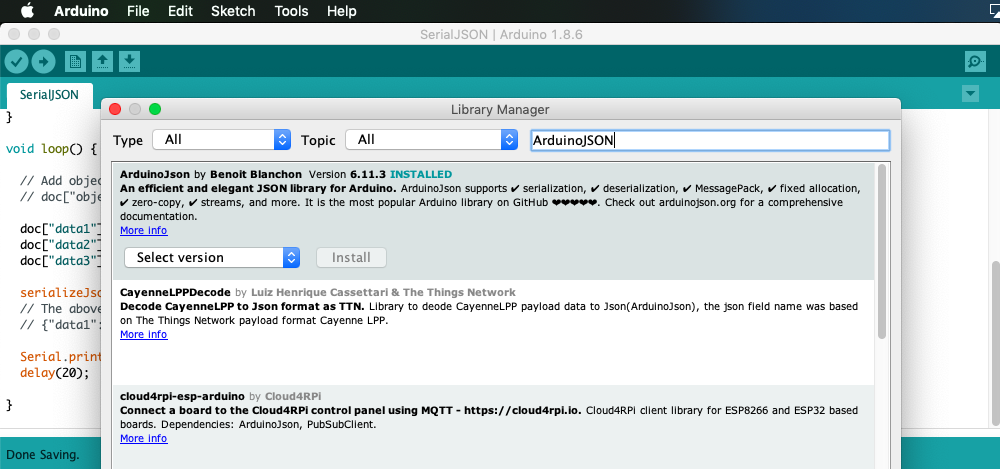 Arduino File Edit Sketch Tools Help
SerialJSON | Arduino 1.8.6
SerialJSON
Library Manager
}
Type All Topic All ArduinoJSON
void loop() {
// Add objec
// doc["obje
doc["data1"]
doc["data2"]
doc["data3"]
serializeJso
// The above
// {"data1":
Serial.print
delay(20);
}
ArduinoJson by Benoit Blanchon Version 6.11.3 INSTALLED
An efficient and elegant JSON library for Arduino. ArduinoJson supports ✔ serialization, ✔ deserialization, ✔ MessagePack, ✔ fixed allocation,
✔ zero-copy, ✔ streams, and more. It is the most popular Arduino library on GitHub ❤❤❤❤❤. Check out arduinojson.org for a comprehensive
documentation.
More info
Select version Install
CayenneLPPDecode by Luiz Henrique Cassettari & The Things Network
Decode CayenneLPP to Json format as TTN. Library to deode CayenneLPP payload data to Json(ArduinoJson), the json field name was based
on The Things Network payload format Cayenne LPP.
More info
cloud4rpi-esp-arduino by Cloud4RPi
Connect a board to the Cloud4RPi control panel using MQTT - https://cloud4rpi.io. Cloud4RPi client library for ESP8266 and ESP32 based
boards. Dependencies: ArduinoJson, PubSubClient.
More info
Done Saving.